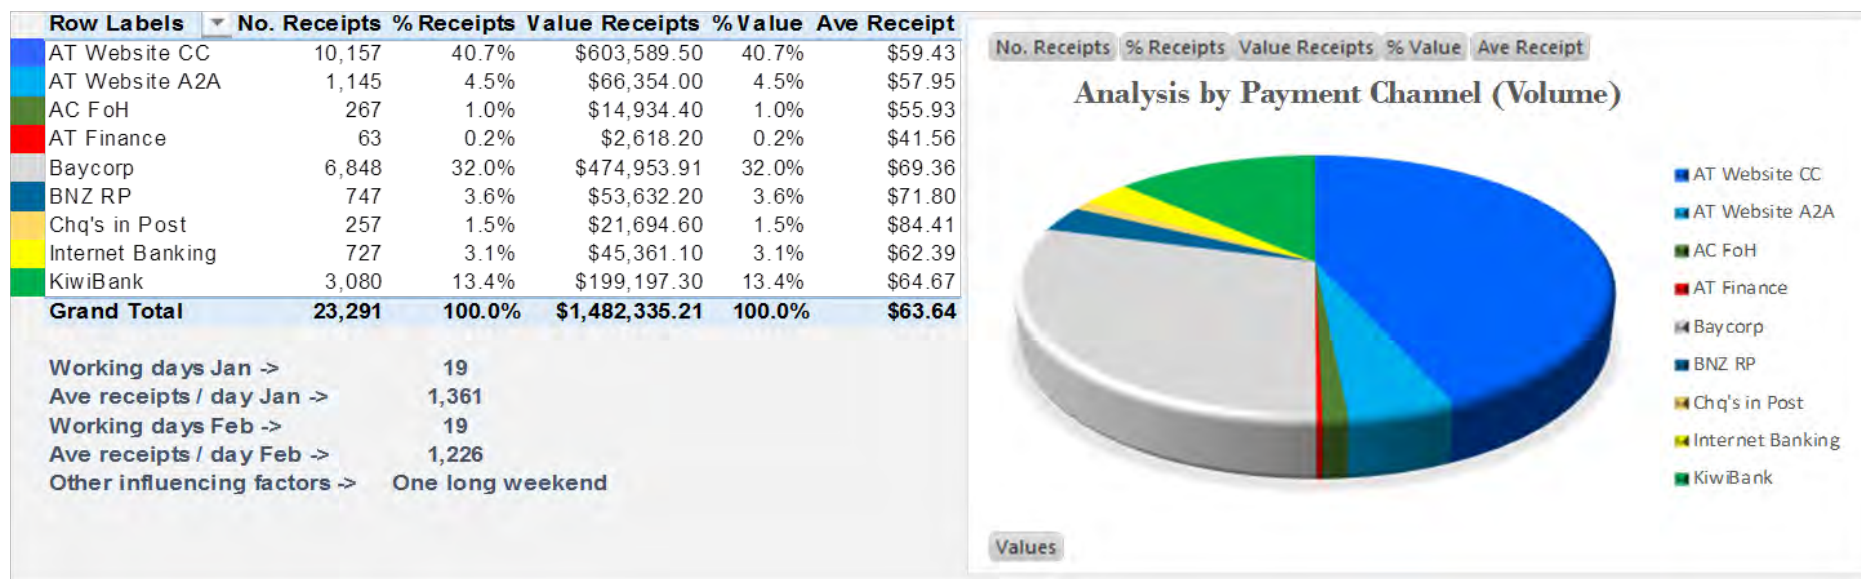 Row Labels No. Receipts % Receipts Value Receipts % Value Ave Receipt
AT Website CC 10,157 40.7% $603,589.50 40.7% $59.43
AT Website A2A 1,145 4.5% $66,354.00 4.5% $57.95
AC FoH 267 1.0% $14,934.40 1.0% $55.93
AT Finance 63 0.2% $2,618.20 0.2% $41.56
Baycorp 6,848 32.0% $474,953.91 32.0% $69.36
BNZ RP 747 3.6% $53,632.20 3.6% $71.80
Chq's in Post 257 1.5% $21,694.60 1.5% $84.41
Internet Banking 727 3.1% $45,361.10 3.1% $62.39
KiwiBank 3,080 13.4% $199,197.30 13.4% $64.67
Grand Total 23,291 100.0% $1,482,335.21 100.0% $63.64
Working days Jan -> 19
Ave receipts / day Jan -> 1,361
Working days Feb -> 19
Ave receipts / day Feb -> 1,226
Other influencing factors -> One long weekend
No. Receipts % Receipts Value Receipts % Value Ave Receipt
Analysis by Payment Channel (Volume)
AT Website CC
AT Website A2A
AC FoH
AT Finance
Baycorp
BNZ RP
Chq's in Post
Internet Banking
KiwiBank
Values